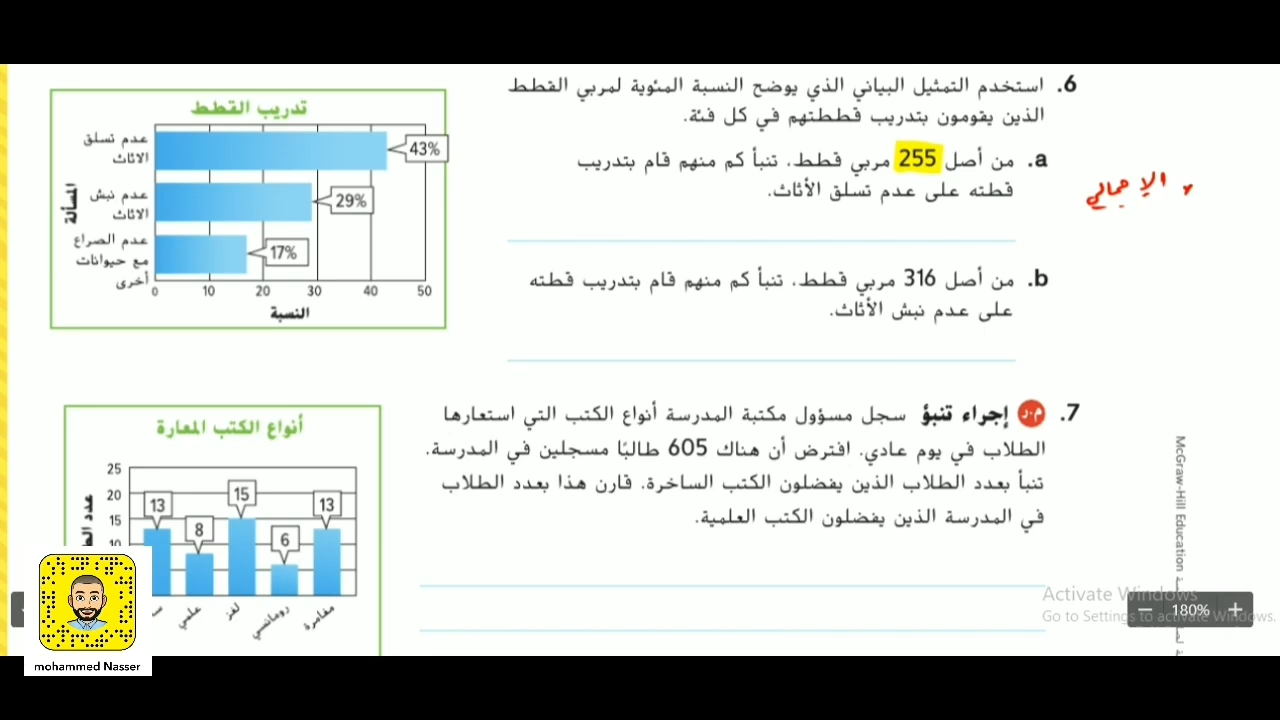 6. استخدم التمثيل البياني الذي يوضح النسبة المئوية لمربي القطط
الذين يقومون بتدريب قططتهم في كل فئة.
a. من أصل 255 مربي قطط، تنبأ كم منهم قام بتدريب
قطته على عدم تسلق الأثاث.
الاجمالي
b. من أصل 316 مربي قطط، تنبأ كم منهم قام بتدريب قطته
على عدم نبش الأثاث.
تدريب القطط
المسألة
عدم تسلق
الاثاث
43%
عدم نبش
الاثاث
29%
عدم الصراع
مع حيوانات
أخرى
17%
0 10 20 30 40 50
النسبة
7. م.ر إجراء تنبؤ سجل مسؤول مكتبة المدرسة أنواع الكتب التي استعارها
الطلاب في يوم عادي. افترض أن هناك 605 طالبًا مسجلين في المدرسة.
تنبأ بعدد الطلاب الذين يفضلون الكتب الساخرة. قارن هذا بعدد الطلاب
في المدرسة الذين يفضلون الكتب العلمية.
أنواع الكتب المعارة
25
20
15
10
13 8 15 6 13
علمي لغز رومانسي مغامرة
McGraw-Hill Education
Activate Windows
Go to Settings to activate Windows.
180%
mohammed Nasser